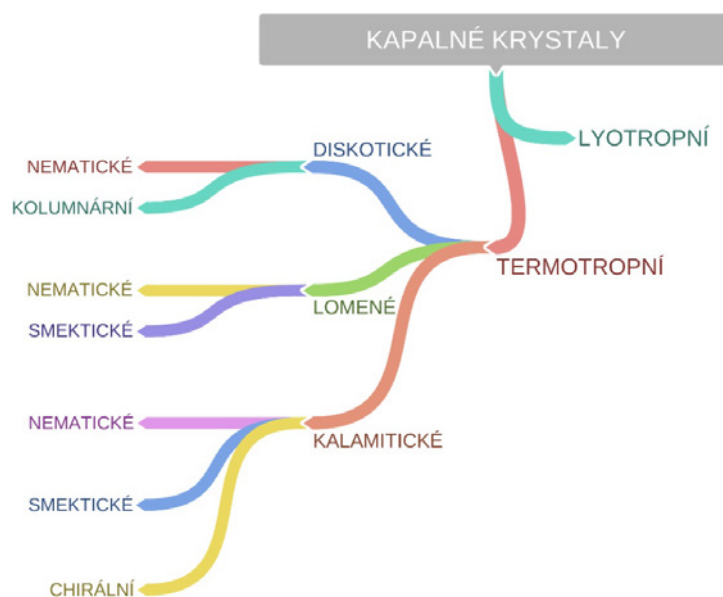 KAPALNÉ KRYSTALY
LYOTROPNÍ
DISKOTICKÉ
NEMATICKÉ
KOLUMNÁRNÍ
TERMOTROPNÍ
NEMATICKÉ
LOMENÉ
SMEKTICKÉ
NEMATICKÉ
KALAMITICKÉ
SMEKTICKÉ
CHIRÁLNÍ